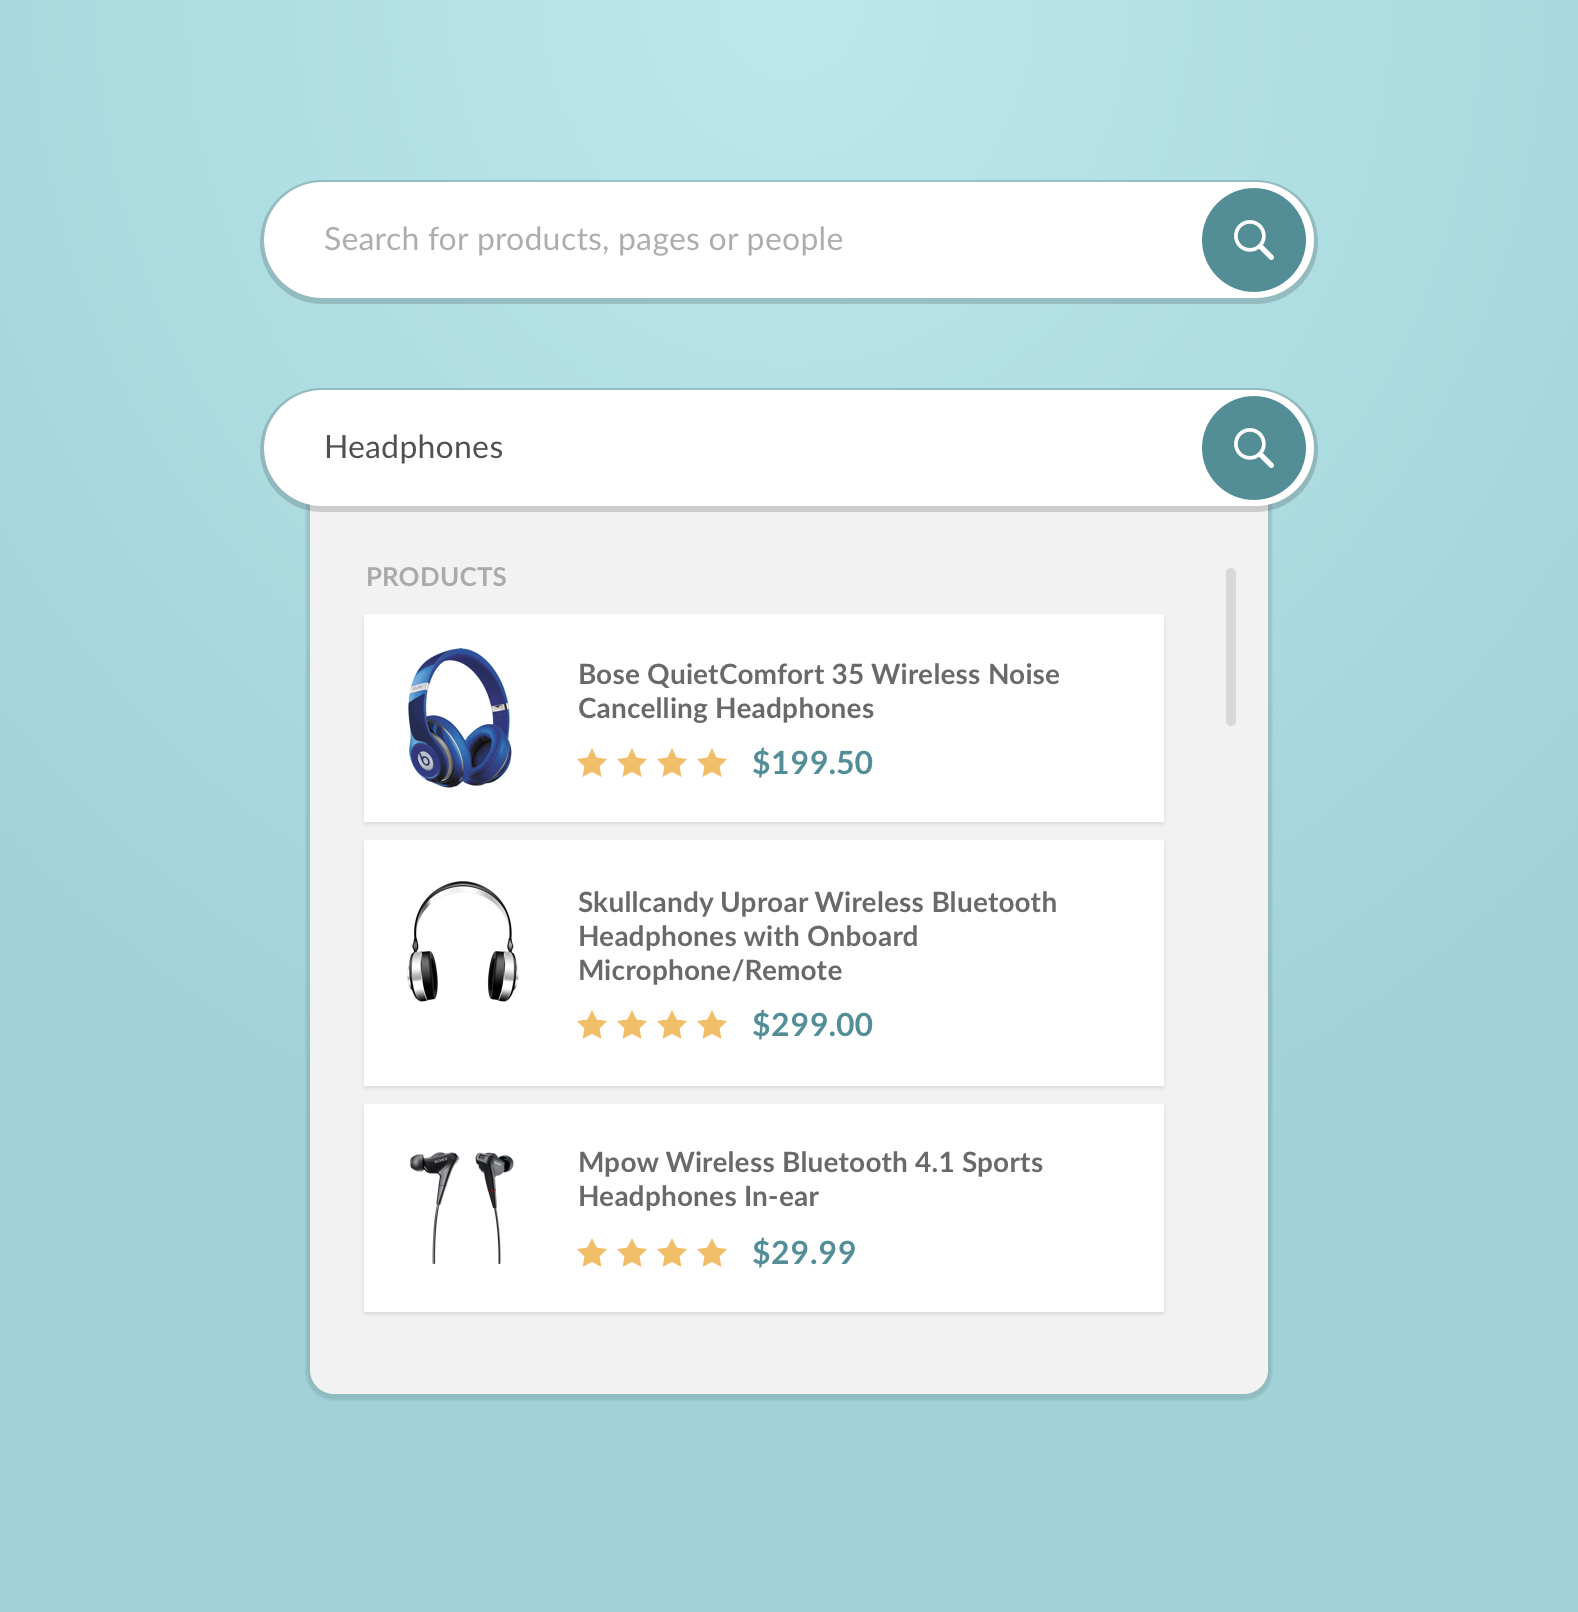 Search for products, pages or people
Headphones
PRODUCTS
Bose QuietComfort 35 Wireless Noise
Cancelling Headphones
$199.50
Skullcandy Uproar Wireless Bluetooth
Headphones with Onboard
Microphone/Remote
$299.00
Mpow Wireless Bluetooth 4.1 Sports
Headphones In-ear
$29.99